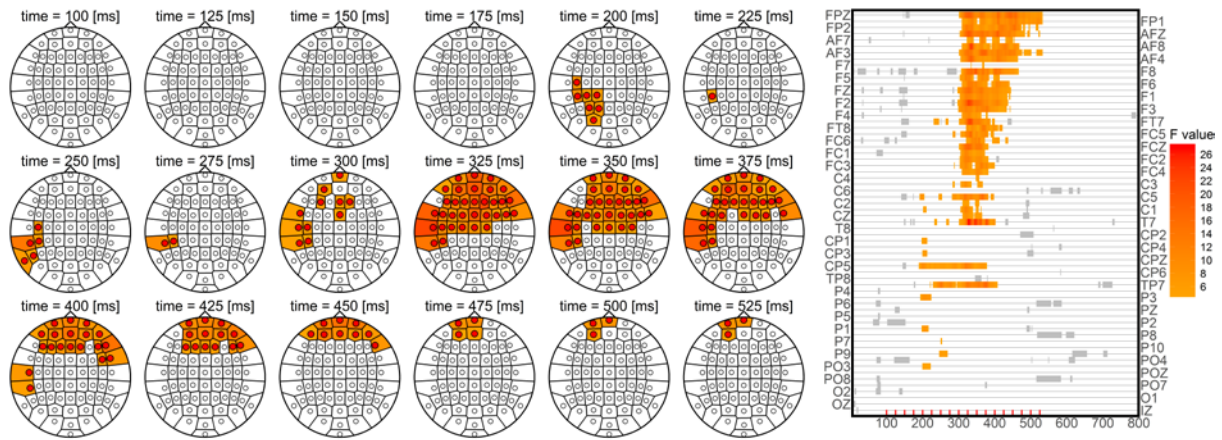 time = 100 [ms] time = 125 [ms] time = 150 [ms] time = 175 [ms] time = 200 [ms] time = 225 [ms]
time = 250 [ms] time = 275 [ms] time = 300 [ms] time = 325 [ms] time = 350 [ms] time = 375 [ms]
time = 400 [ms] time = 425 [ms] time = 450 [ms] time = 475 [ms] time = 500 [ms] time = 525 [ms]
FPZ
FP1
FP2
AFZ
AF7
AF8
AF3
AF4
F7
F8
F5
F6
FZ
F1
F2
F3
F4
FT7
FT8
FC5
FC6
FCZ
FC1
FC2
FC3
FC4
C4
C3
C6
C5
C2
C1
CZ
T7
T8
CP2
CP1
CP4
CP3
CPZ
CP5
CP6
TP8
TP7
P4
P3
P6
PZ
P5
P2
P1
P8
P7
P10
P9
PO4
PO3
POZ
PO8
PO7
O2
O1
OZ
IZ
100 200 300 400 500 600 700 800
F value
26
24
22
20
18
16
14
12
10
8
6